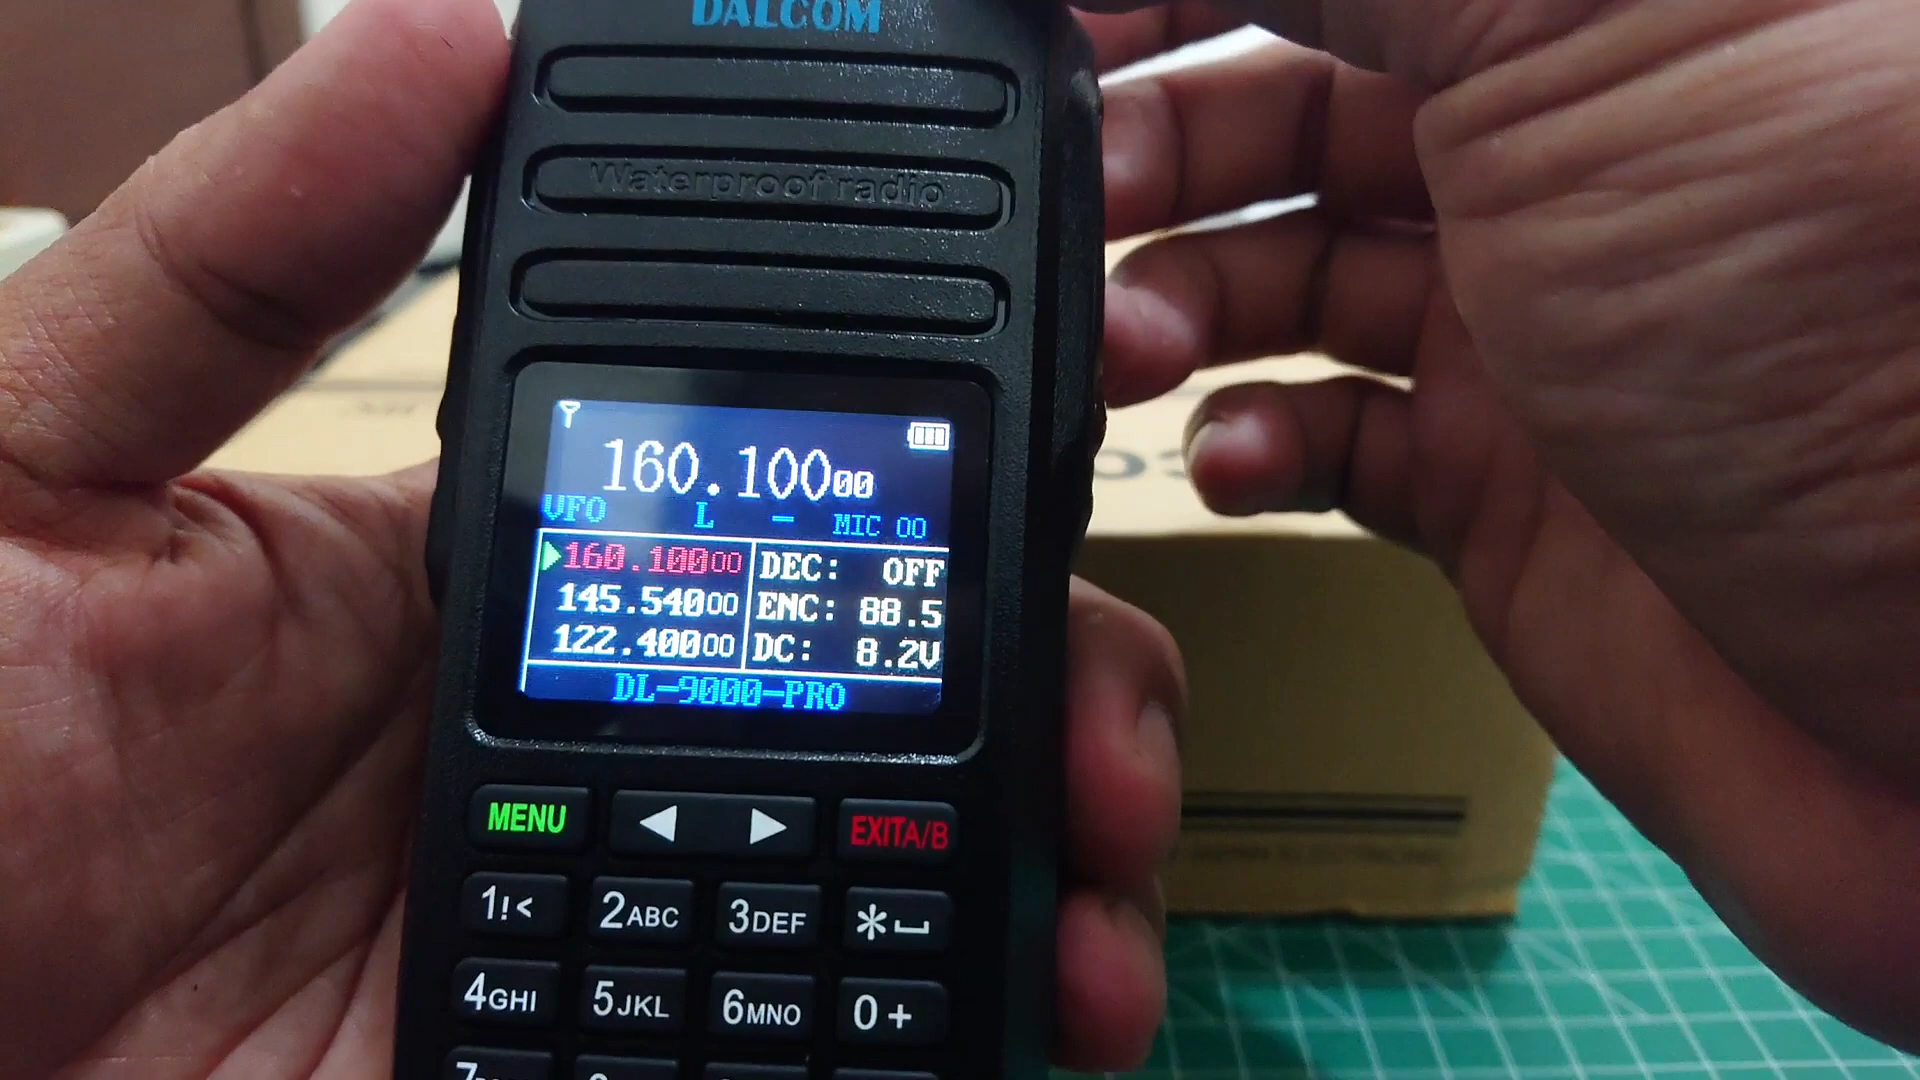 DALCOM
Waterproof radio
160.10000
VFO L - MIC 00
160.10000 DEC: OFF
145.54000 ENC: 88.5
122.40000 DC: 8.2V
DL-9000-PRO
MENU EXITA/B
1!< 2ABC 3DEF *
4GHI 5JKL 6MNO 0+
7